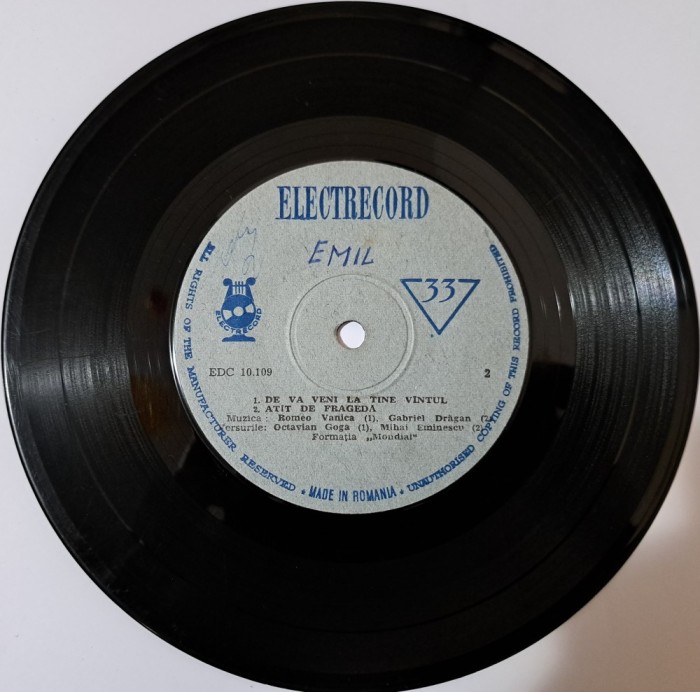 ELECTRECORD
EMIL
33
ELECTRECORD
EDC 10.109 2
1. DE VA VENI LA TINE VÎNTUL
2. ATÎT DE FRAGEDĂ
Muzica: Romeo Vanica (1), Gabriel Drăgan (2
ersurile: Octavian Goga (1), Mihai Eminescu (2)
Formația „Mondial"
ALL RIGHTS OF THE MANUFACTURER RESERVED • MADE IN ROMANIA • UNAUTHORISED COPYING OF THIS RECORD PROHIBITED